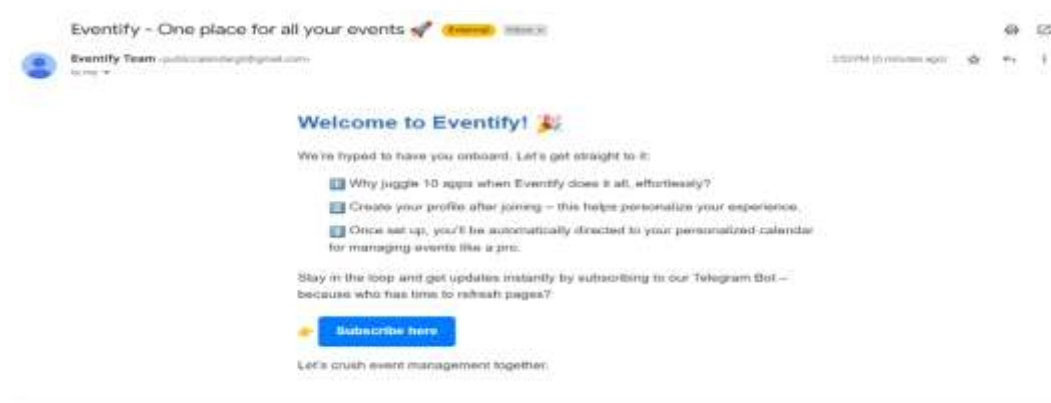 Eventify - One place for all your events 🚀 External Inbox x
Eventify Team
to me
Welcome to Eventify! 🎉
We're hyped to have you onboard. Let's get straight to it:
1️⃣ Why juggle 10 apps when Eventify does it all, effortlessly?
2️⃣ Create your profile after joining – this helps personalize your experience.
3️⃣ Once set up, you'll be automatically directed to your personalized calendar
for managing events like a pro.
Stay in the loop and get updates instantly by subscribing to our Telegram Bot –
because who has time to refresh pages?
👉 Subscribe here
Let's crush event management together.